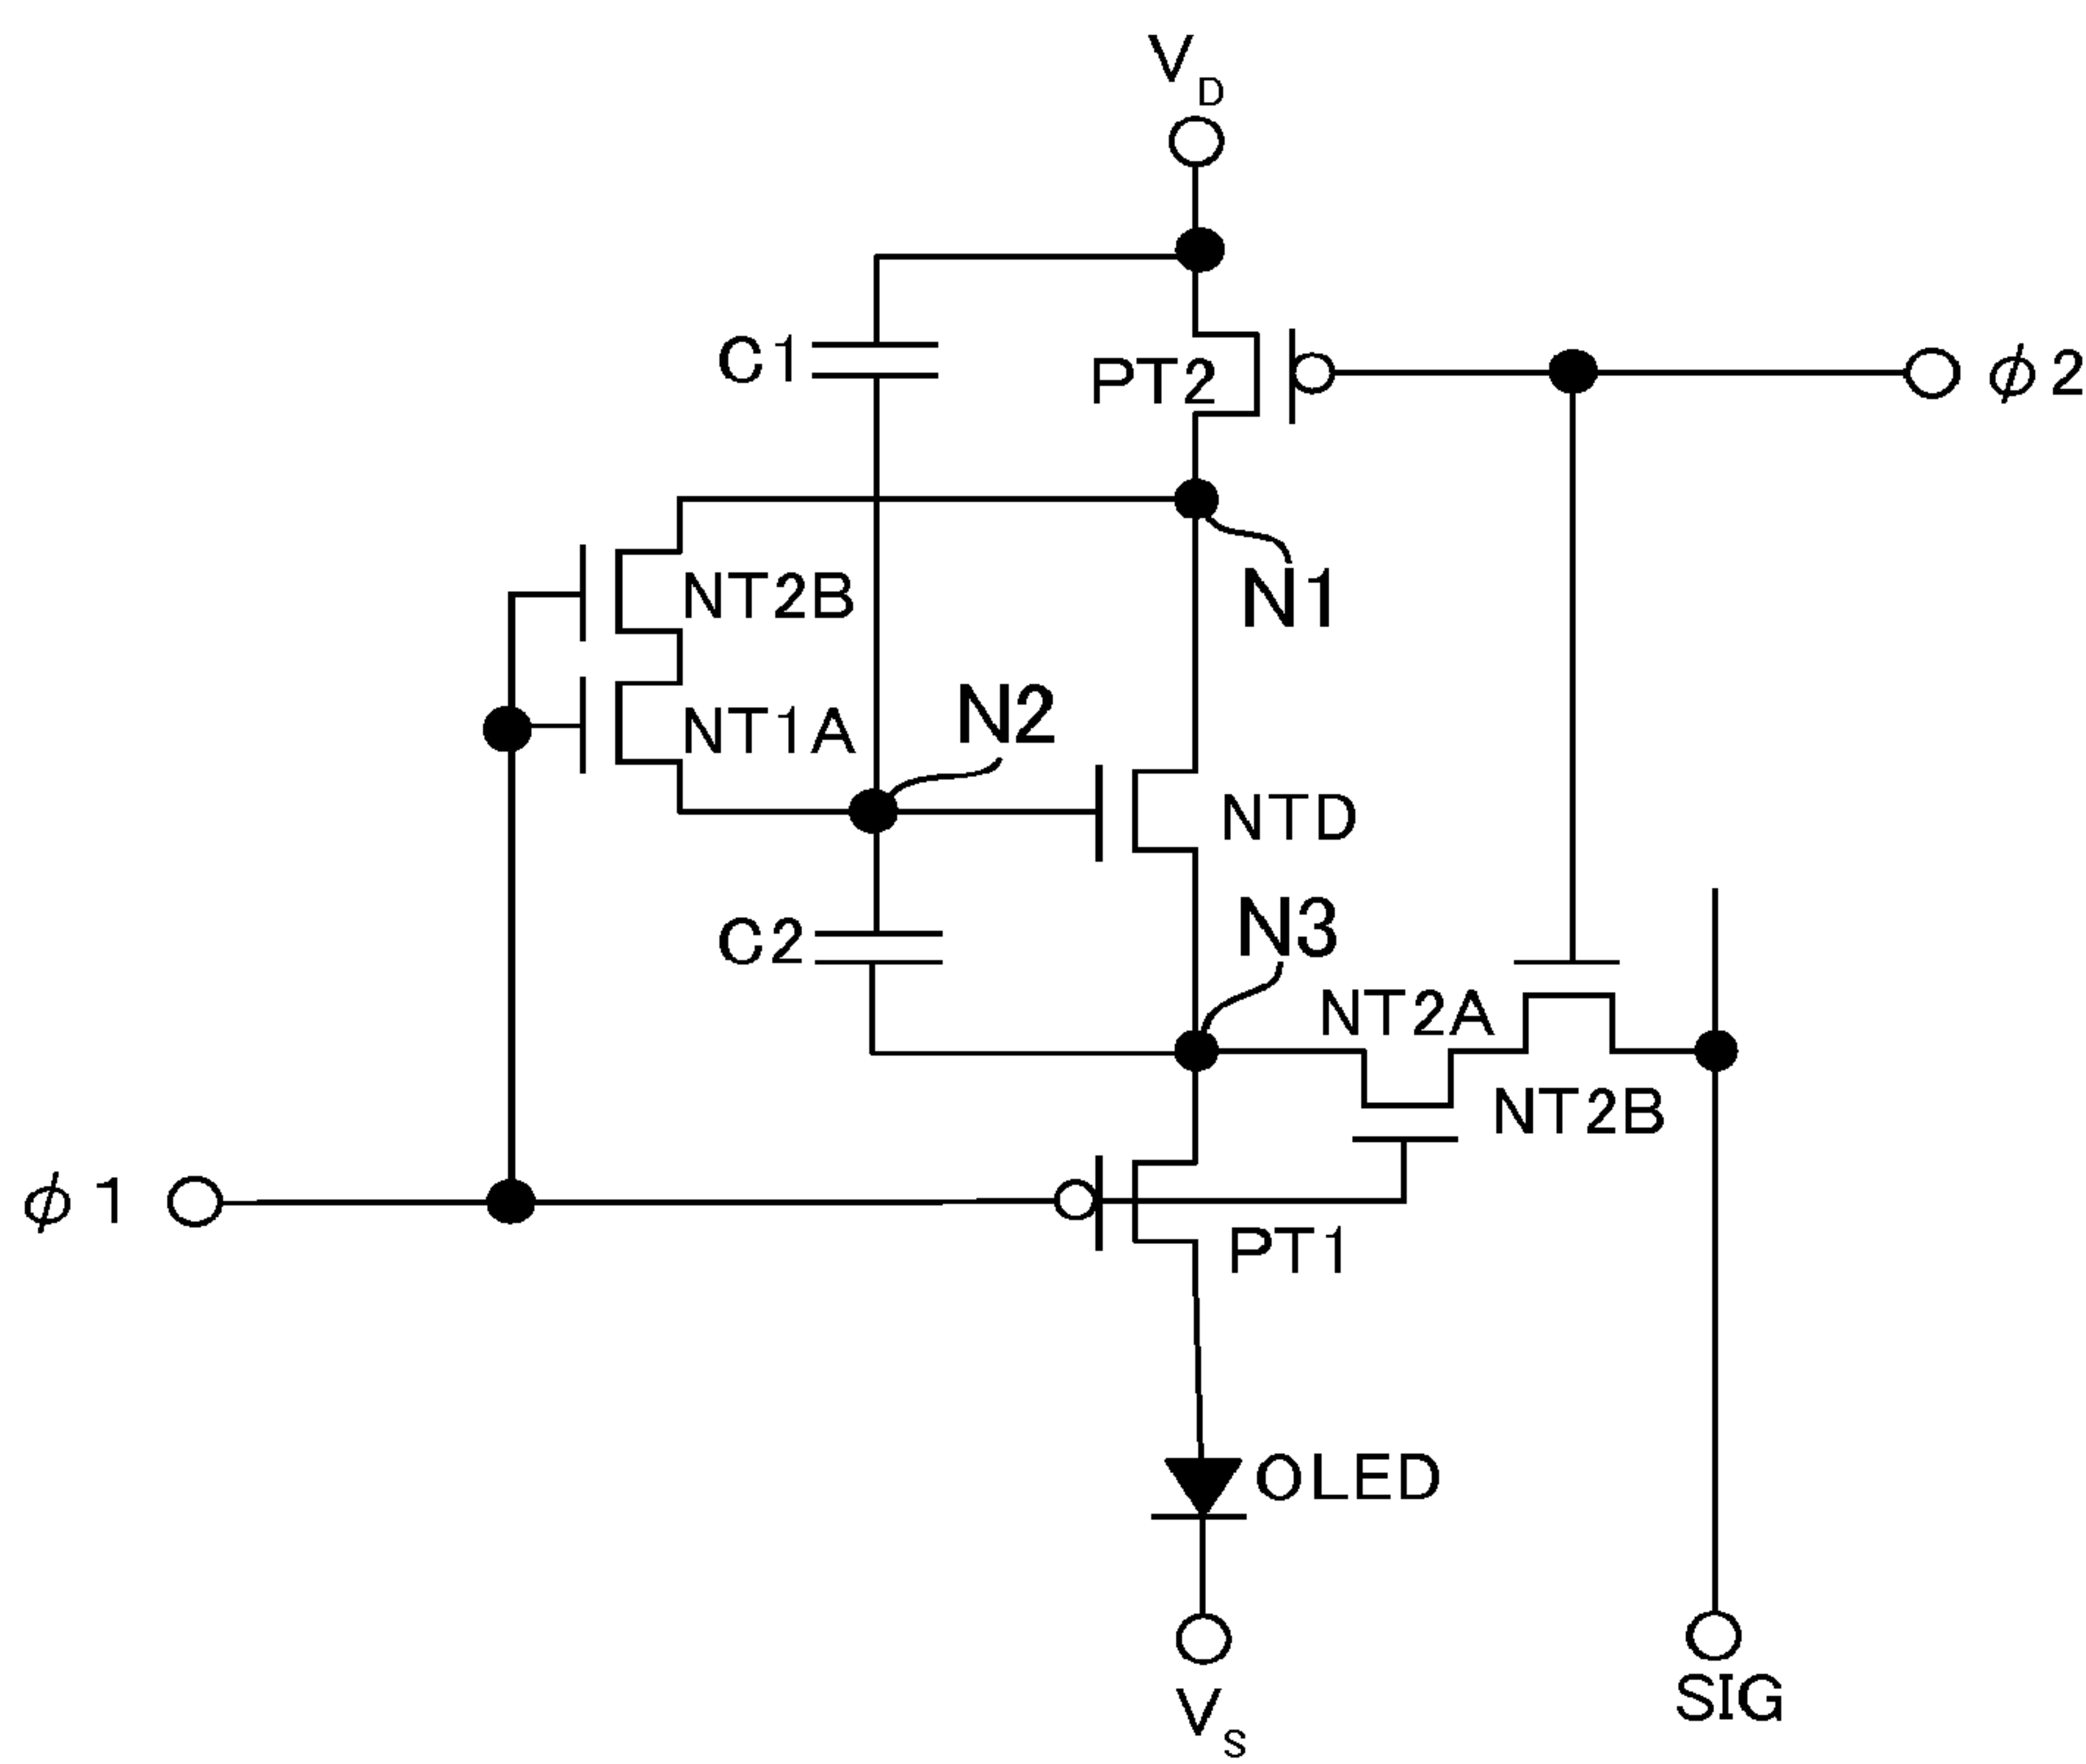 VD
C1
PT2
ϕ2
NT2B
N1
NT1A
N2
NTD
C2
N3
NT2A
NT2B
ϕ1
PT1
OLED
VS
SIG